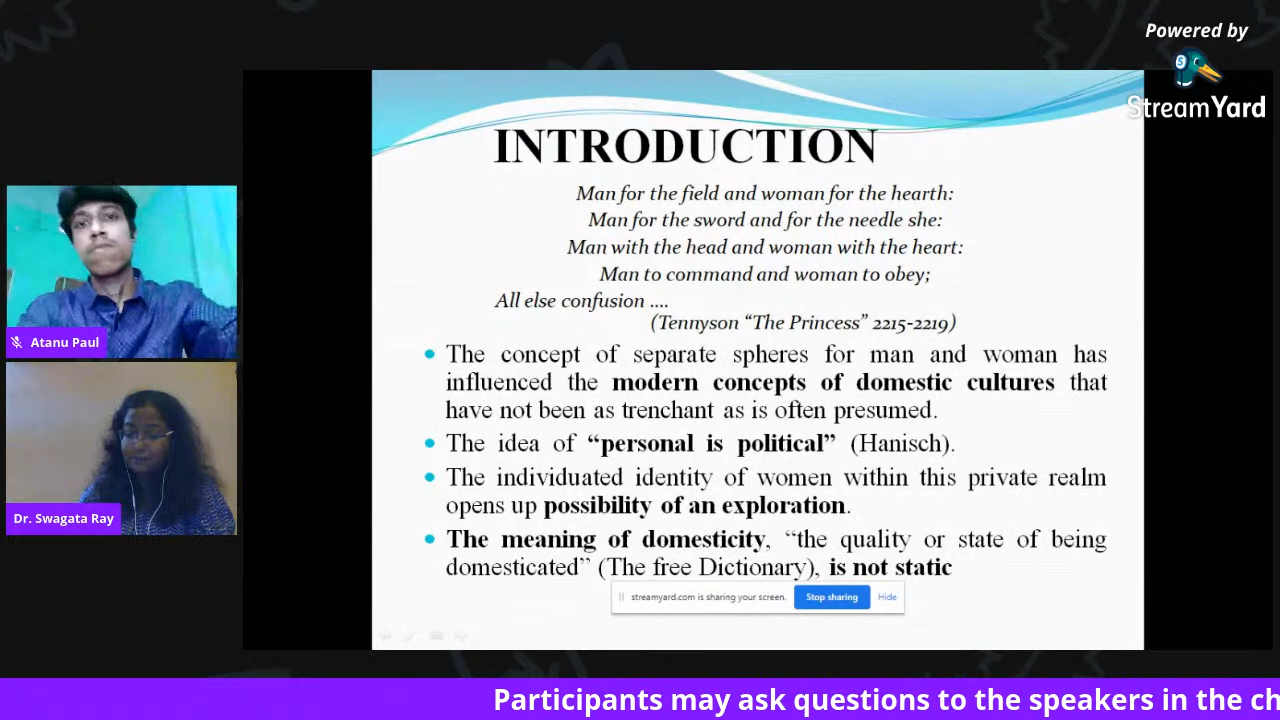 Powered by
StreamYard
INTRODUCTION
Man for the field and woman for the hearth:
Man for the sword and for the needle she:
Man with the head and woman with the heart:
Man to command and woman to obey;
All else confusion ....
(Tennyson “The Princess” 2215-2219)
• The concept of separate spheres for man and woman has
influenced the modern concepts of domestic cultures that
have not been as trenchant as is often presumed.
• The idea of “personal is political” (Hanisch).
• The individuated identity of women within this private realm
opens up possibility of an exploration.
• The meaning of domesticity, “the quality or state of being
domesticated” (The free Dictionary), is not static
streamyard.com is sharing your screen. Stop sharing Hide
Atanu Paul
Dr. Swagata Ray
Participants may ask questions to the speakers in the ch